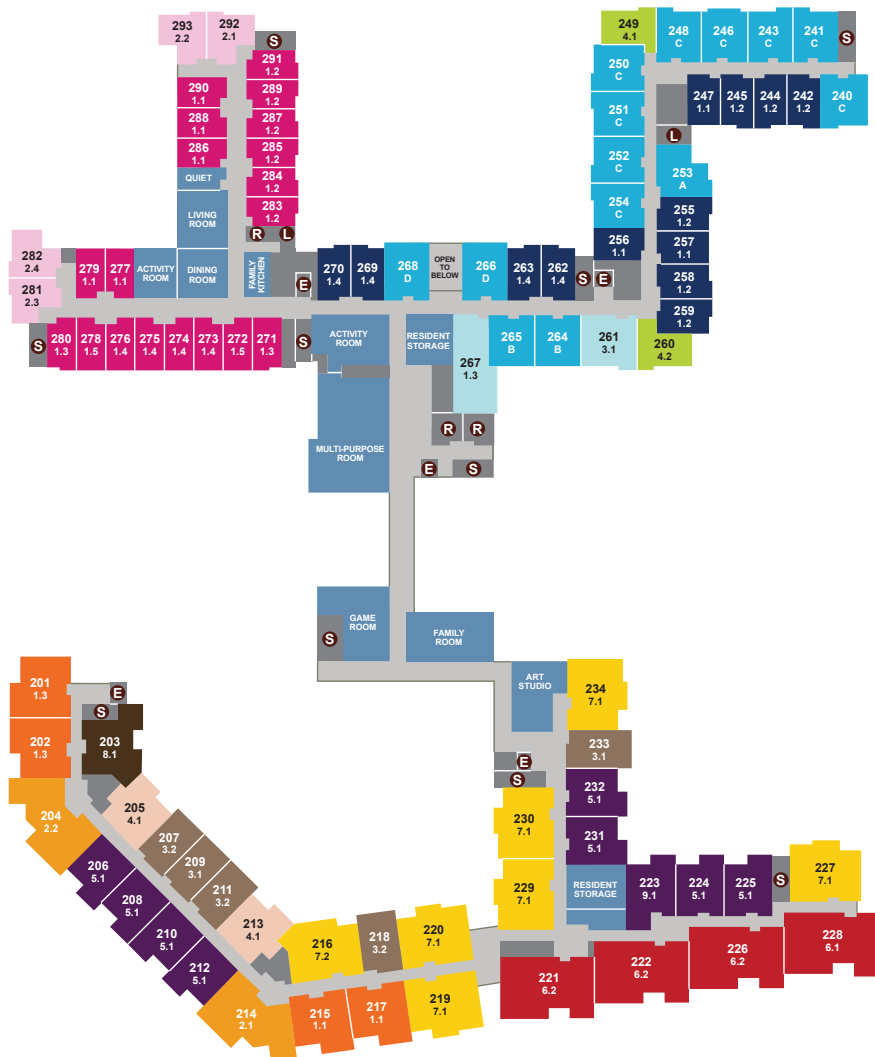 293
2.2
292
2.1
S
291
1.2
290
1.1
289
1.2
288
1.1
287
1.2
286
1.1
285
1.2
QUIET
284
1.2
LIVING
ROOM
283
1.2
R
L
282
2.4
281
2.3
279
1.1
277
1.1
ACTIVITY
ROOM
DINING
ROOM
FAMILY
KITCHEN
E
270
1.4
269
1.4
268
D
OPEN
TO
BELOW
266
D
263
1.4
262
1.4
S
E
249
4.1
248
C
246
C
243
C
241
C
S
250
C
247
1.1
245
1.2
244
1.2
242
1.2
240
C
251
C
L
252
C
253
A
254
C
255
1.2
256
1.1
257
1.1
258
1.2
259
1.2
S
280
1.3
278
1.5
276
1.4
275
1.4
274
1.4
273
1.4
272
1.5
271
1.3
S
ACTIVITY
ROOM
RESIDENT
STORAGE
267
1.3
265
B
264
B
261
3.1
260
4.2
MULTI-PURPOSE
ROOM
R
R
E
S
GAME
ROOM
S
FAMILY
ROOM
ART
STUDIO
234
7.1
233
3.1
E
S
232
5.1
230
7.1
231
5.1
229
7.1
RESIDENT
STORAGE
223
9.1
224
5.1
225
5.1
S
227
7.1
201
1.3
E
S
202
1.3
203
8.1
204
2.2
205
4.1
206
5.1
207
3.2
208
5.1
209
3.1
210
5.1
211
3.2
212
5.1
213
4.1
214
2.1
216
7.2
218
3.2
220
7.1
215
1.1
217
1.1
219
7.1
221
6.2
222
6.2
226
6.2
228
6.1